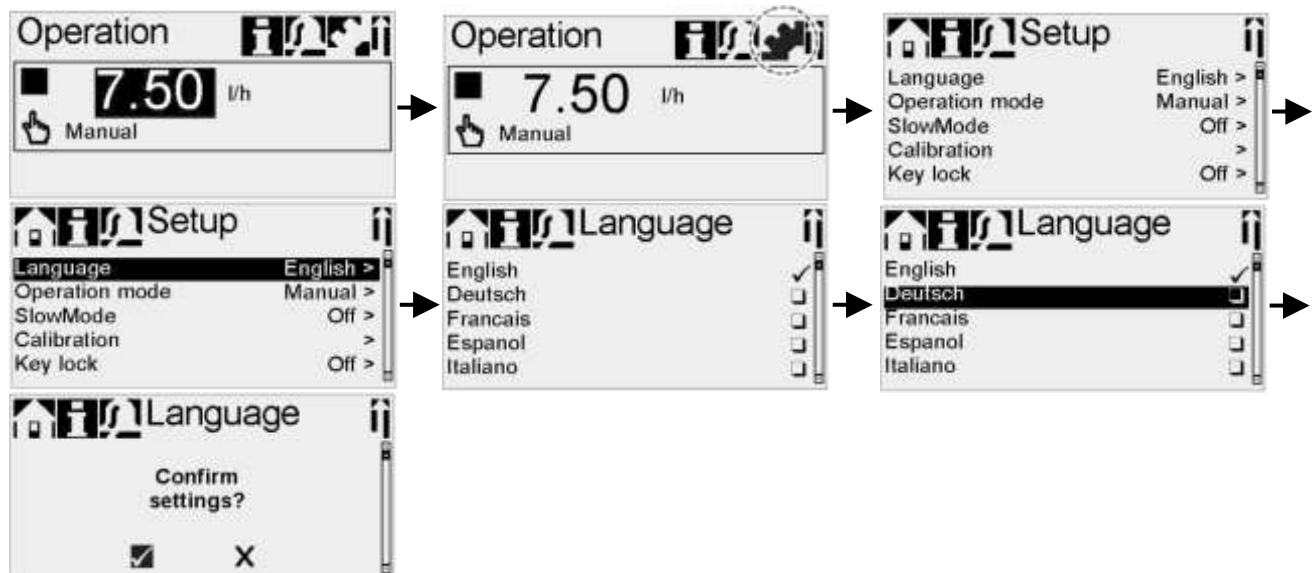 Operation
7.50 l/h
Manual
Operation
7.50 l/h
Manual
Setup
Language English >
Operation mode Manual >
SlowMode Off >
Calibration >
Key lock Off >
Setup
Language English >
Operation mode Manual >
SlowMode Off >
Calibration >
Key lock Off >
Language
English ✓
Deutsch
Francais
Espanol
Italiano
Language
English ✓
Deutsch
Francais
Espanol
Italiano
Language
Confirm
settings?